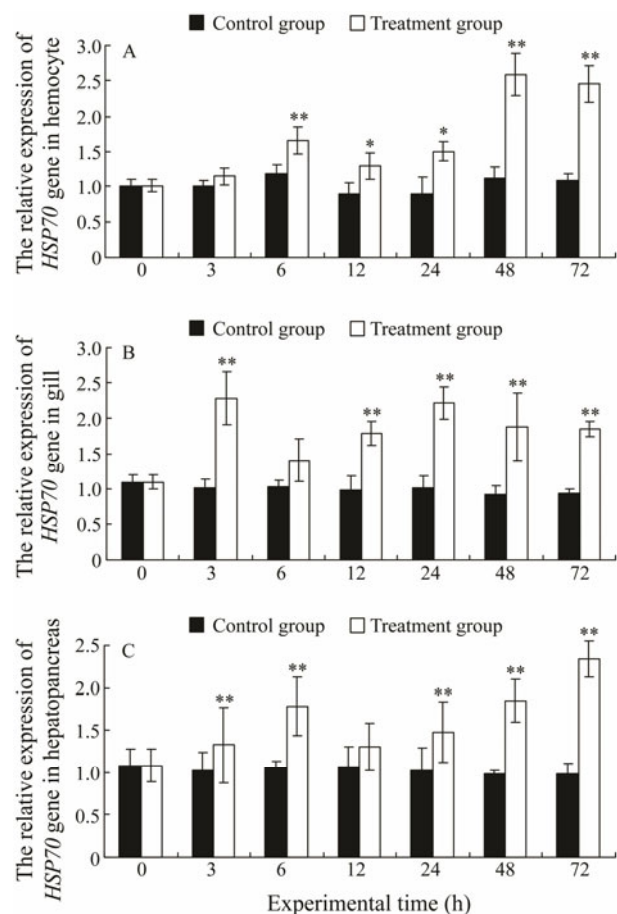 Control group Treatment group
A
The relative expression of
HSP70 gene in hemocyte
3.0
2.5
2.0
1.5
1.0
0.5
0
** * * ** **
0 3 6 12 24 48 72
Control group Treatment group
B
The relative expression of
HSP70 gene in gill
3.0
2.5
2.0
1.5
1.0
0.5
0
** ** ** ** **
0 3 6 12 24 48 72
Control group Treatment group
C
The relative expression of
HSP70 gene in hepatopancreas
2.5
2.0
1.5
1.0
0.5
0
** ** ** ** **
0 3 6 12 24 48 72
Experimental time (h)